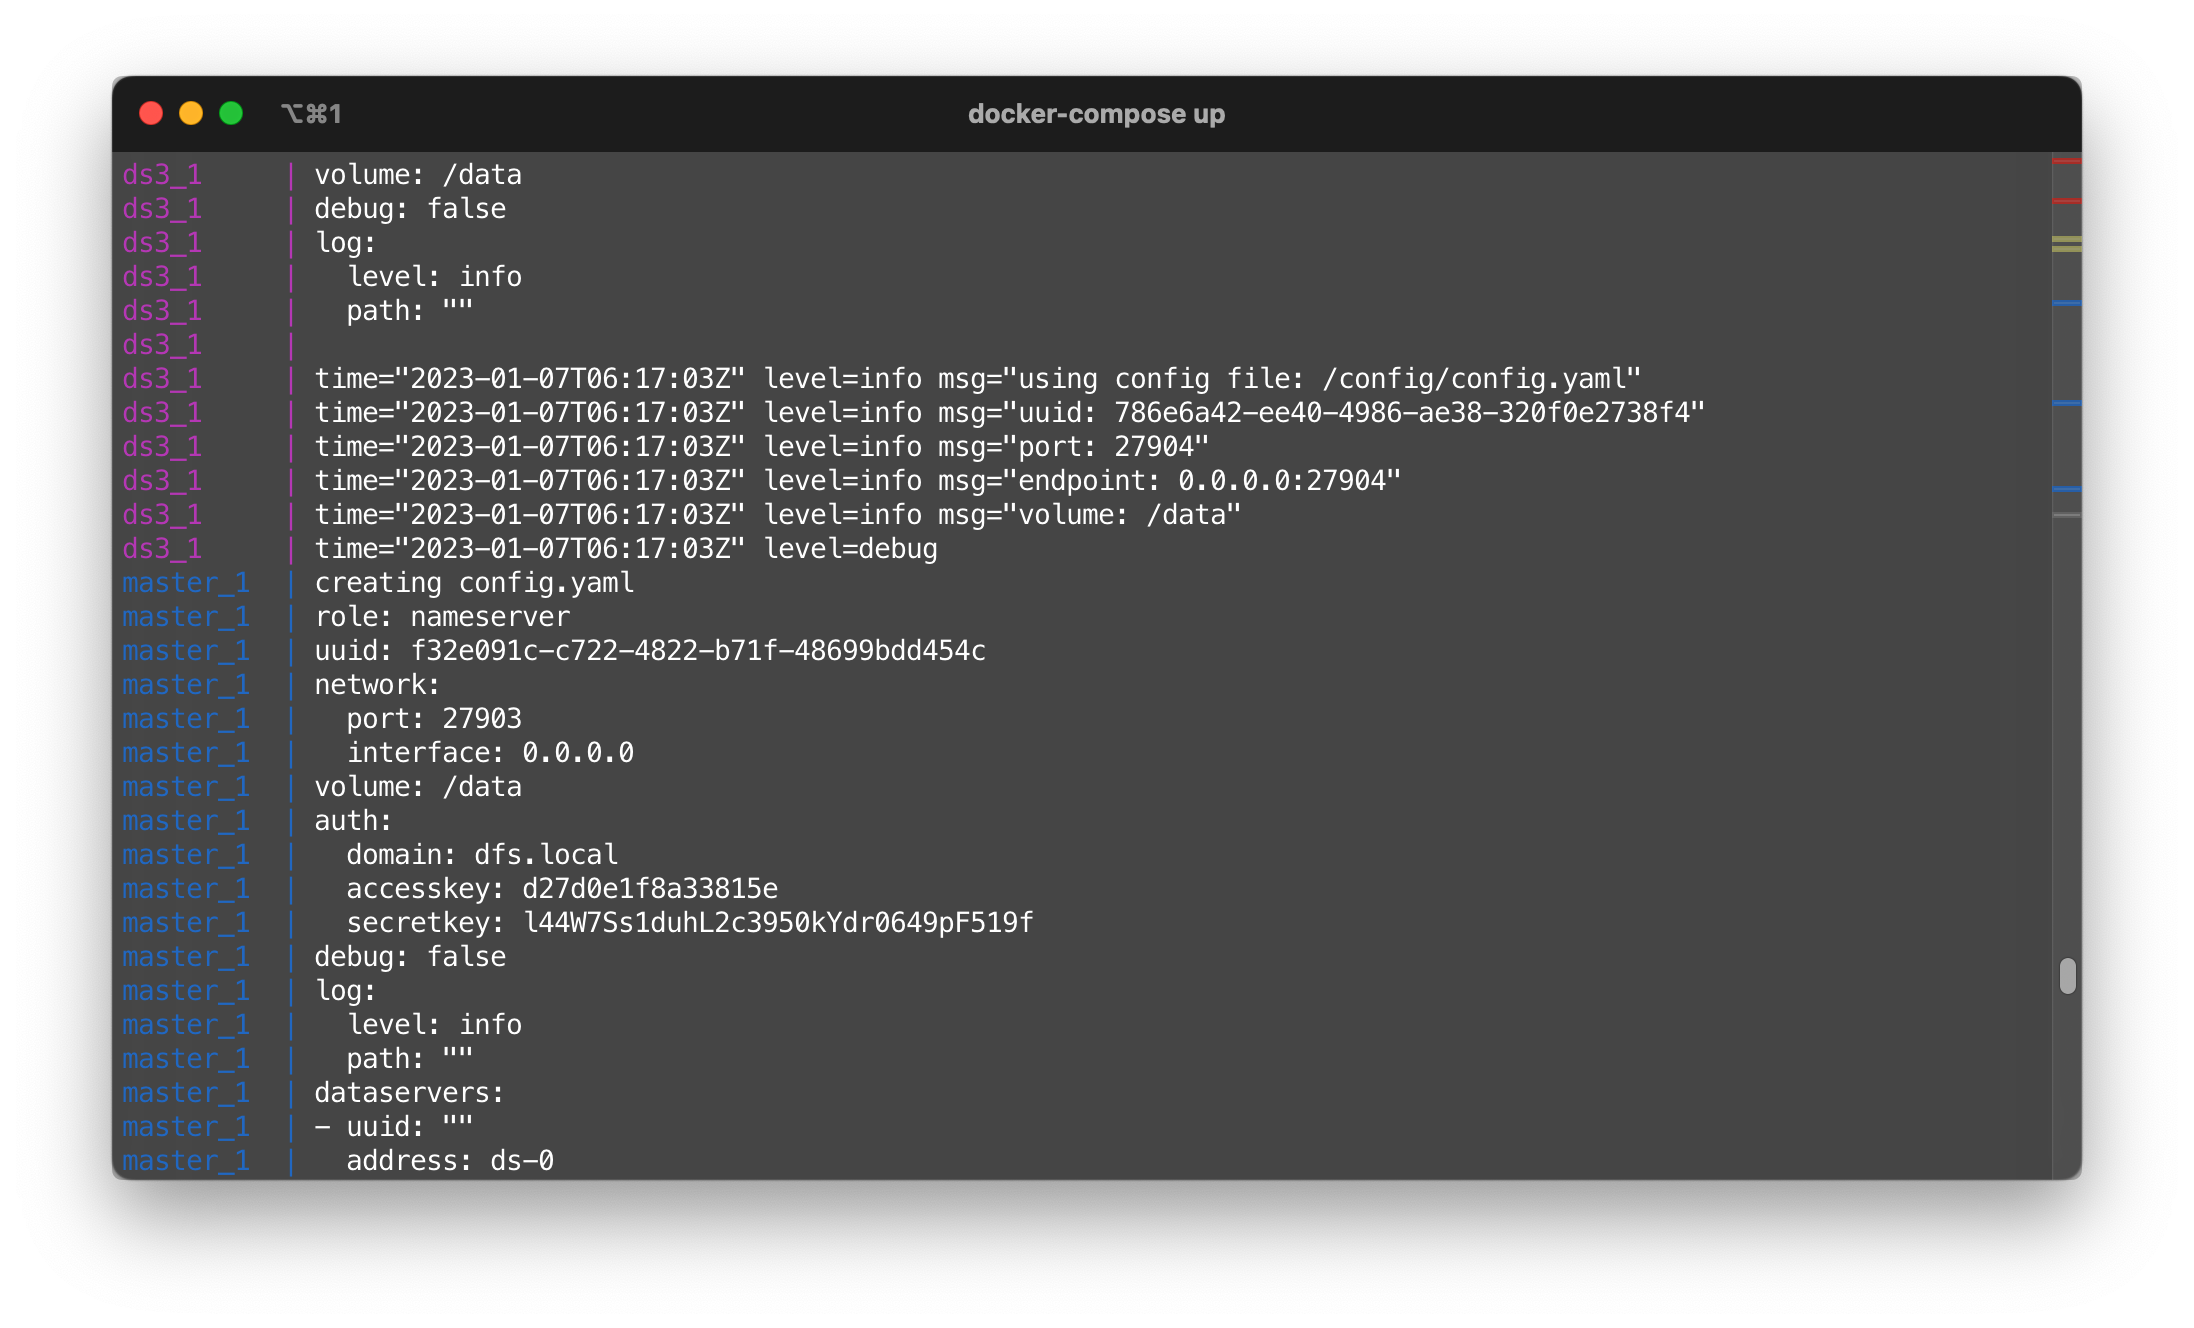 ⌥⌘1
docker-compose up
ds3_1 | volume: /data
ds3_1 | debug: false
ds3_1 | log:
ds3_1 |   level: info
ds3_1 |   path: ""
ds3_1 |
ds3_1 | time="2023-01-07T06:17:03Z" level=info msg="using config file: /config/config.yaml"
ds3_1 | time="2023-01-07T06:17:03Z" level=info msg="uuid: 786e6a42-ee40-4986-ae38-320f0e2738f4"
ds3_1 | time="2023-01-07T06:17:03Z" level=info msg="port: 27904"
ds3_1 | time="2023-01-07T06:17:03Z" level=info msg="endpoint: 0.0.0.0:27904"
ds3_1 | time="2023-01-07T06:17:03Z" level=info msg="volume: /data"
ds3_1 | time="2023-01-07T06:17:03Z" level=debug
master_1 | creating config.yaml
master_1 | role: nameserver
master_1 | uuid: f32e091c-c722-4822-b71f-48699bdd454c
master_1 | network:
master_1 |   port: 27903
master_1 |   interface: 0.0.0.0
master_1 | volume: /data
master_1 | auth:
master_1 |   domain: dfs.local
master_1 |   accesskey: d27d0e1f8a33815e
master_1 |   secretkey: l44W7Ss1duhL2c3950kYdr0649pF519f
master_1 | debug: false
master_1 | log:
master_1 |   level: info
master_1 |   path: ""
master_1 | dataservers:
master_1 | - uuid: ""
master_1 |   address: ds-0